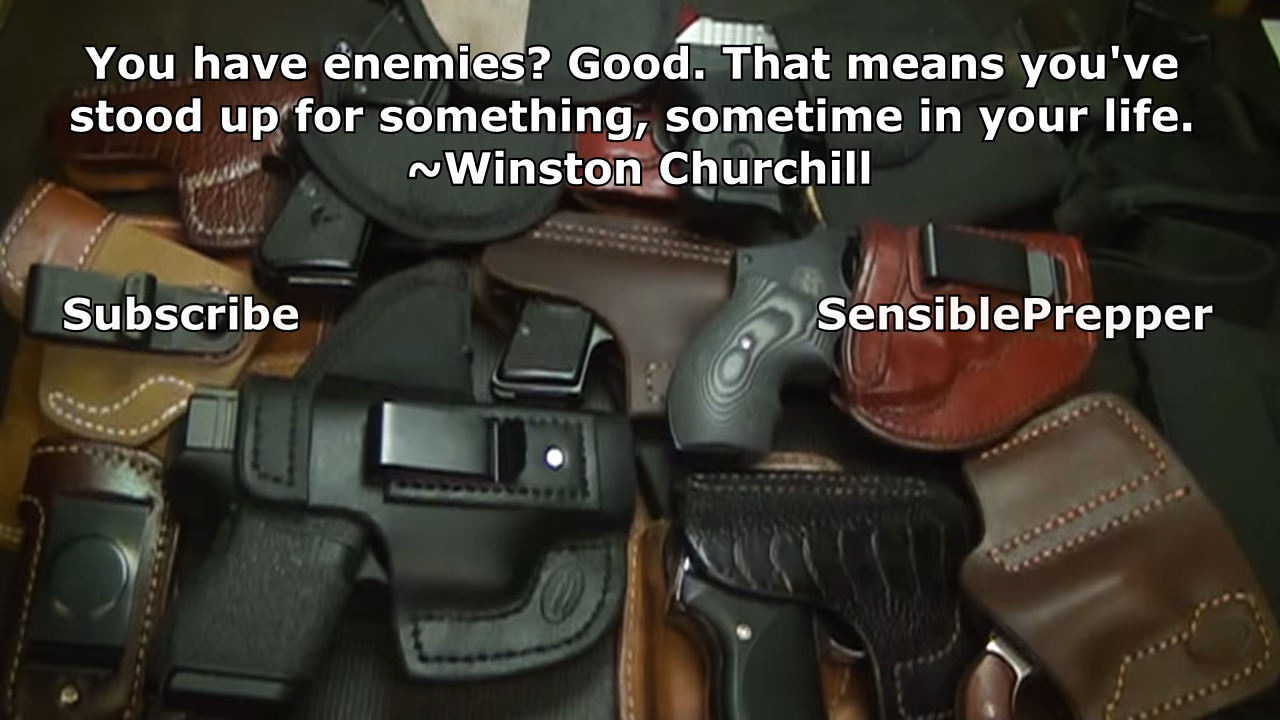 You have enemies? Good. That means you've
stood up for something, sometime in your life.
~Winston Churchill
Subscribe
SensiblePrepper